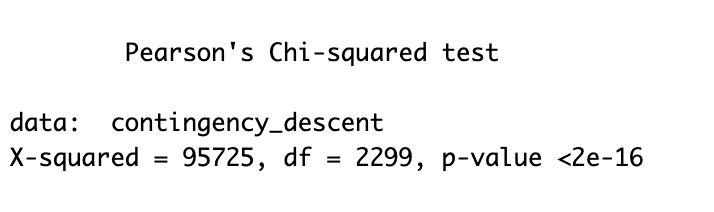 Pearson's Chi-squared test
data:  contingency_descent
X-squared = 95725, df = 2299, p-value <2e-16